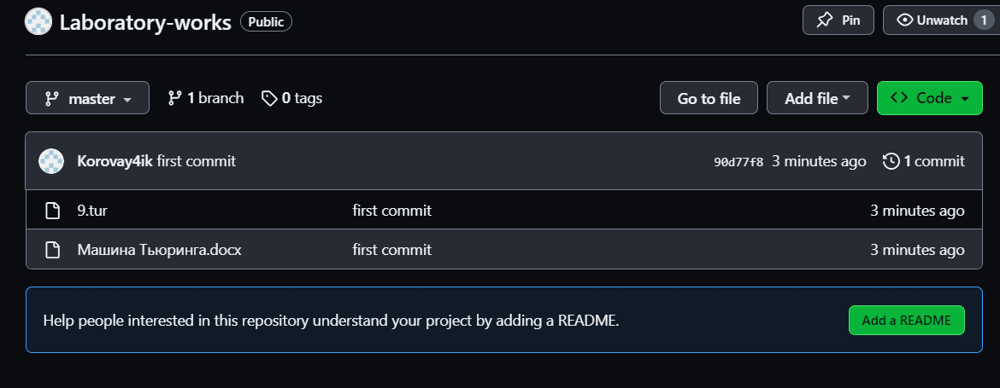 Laboratory-works Public Pin Unwatch 1
master 1 branch 0 tags Go to file Add file Code
Korovay4ik first commit 90d77f8 3 minutes ago 1 commit
9.tur first commit 3 minutes ago
Машина Тьюринга.docx first commit 3 minutes ago
Help people interested in this repository understand your project by adding a README. Add a README